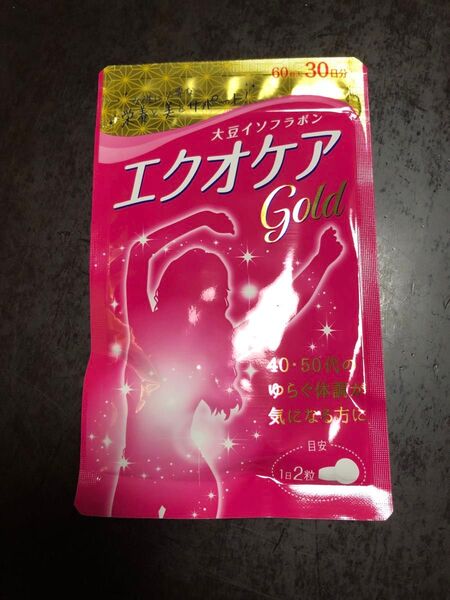 60粒入30日分
大豆イソフラボン
エクオケア
Gold
40・50代の
ゆらぐ体調が
気になる方に
目安
1日2粒